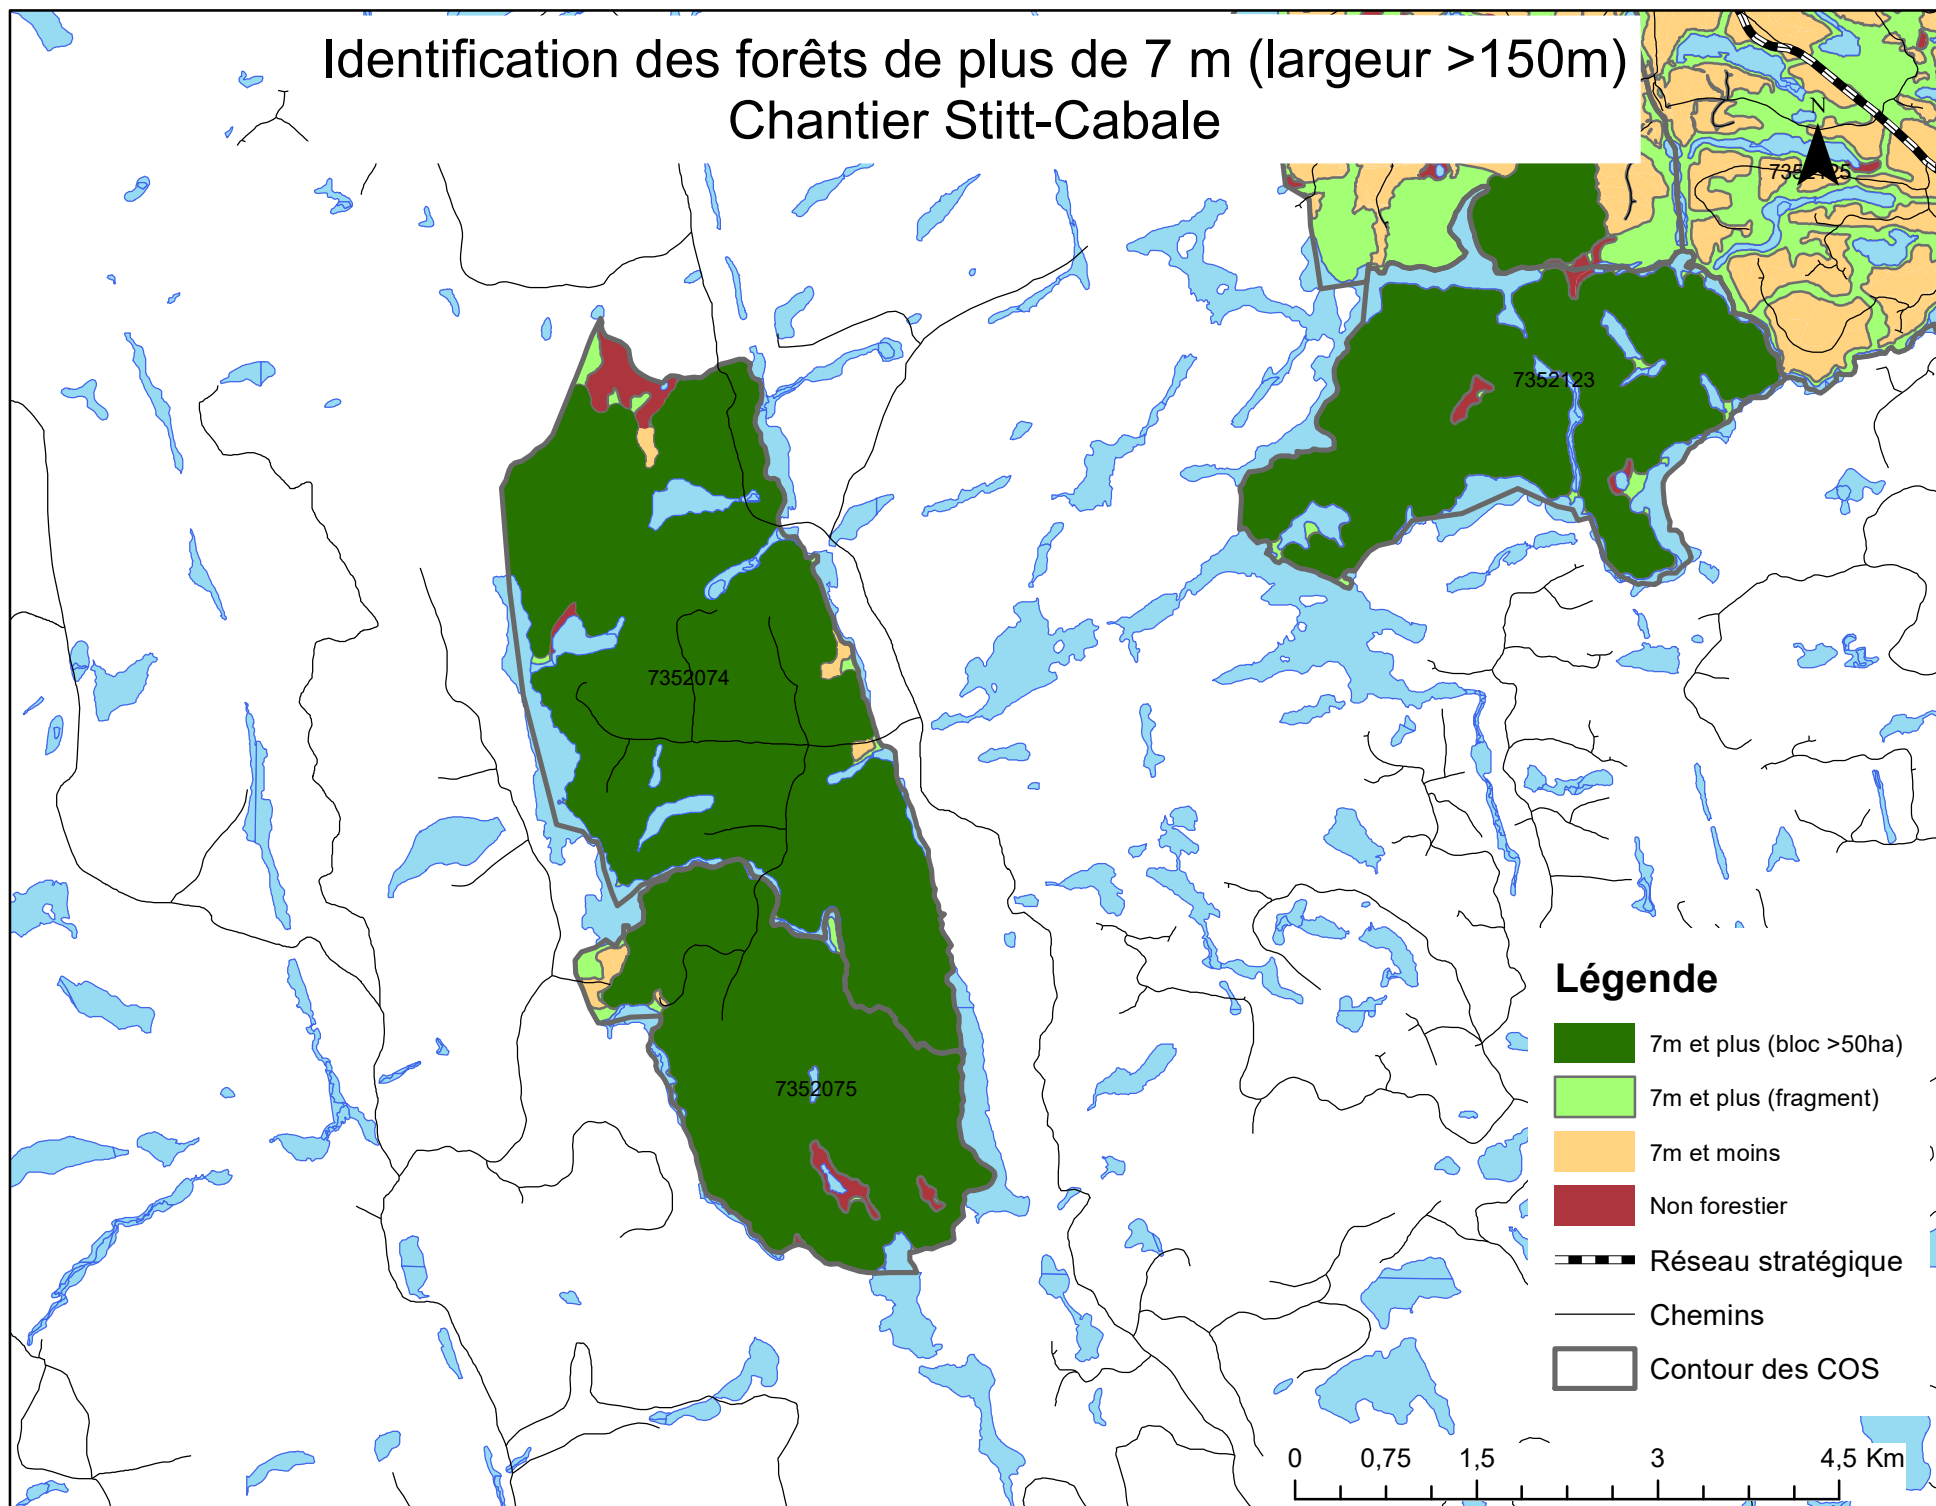 Identification des forêts de plus de 7 m (largeur >150m)
Chantier Stitt-Cabale
N
7352125
7352123
7352074
7352075
Légende
7m et plus (bloc >50ha)
7m et plus (fragment)
7m et moins
Non forestier
Réseau stratégique
Chemins
Contour des COS
0 0,75 1,5 3 4,5 Km